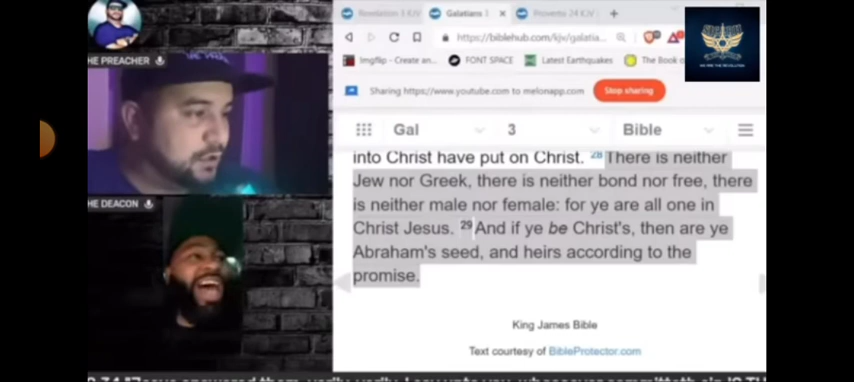 Revelation 1 KJV
Galatians 3
Proverbs 24 KJV
https://biblehub.com/kjv/galatia...
Imgflip - Create an...
FONT SPACE
Latest Earthquakes
The Book o
WE ARE THE REVOLUTION
HE PREACHER
Sharing https://www.youtube.com to melonapp.com
Stop sharing
Gal
3
Bible
into Christ have put on Christ. 28 There is neither
Jew nor Greek, there is neither bond nor free, there
is neither male nor female: for ye are all one in
Christ Jesus. 29 And if ye be Christ's, then are ye
Abraham's seed, and heirs according to the
promise.
HE DEACON
King James Bible
Text courtesy of BibleProtector.com